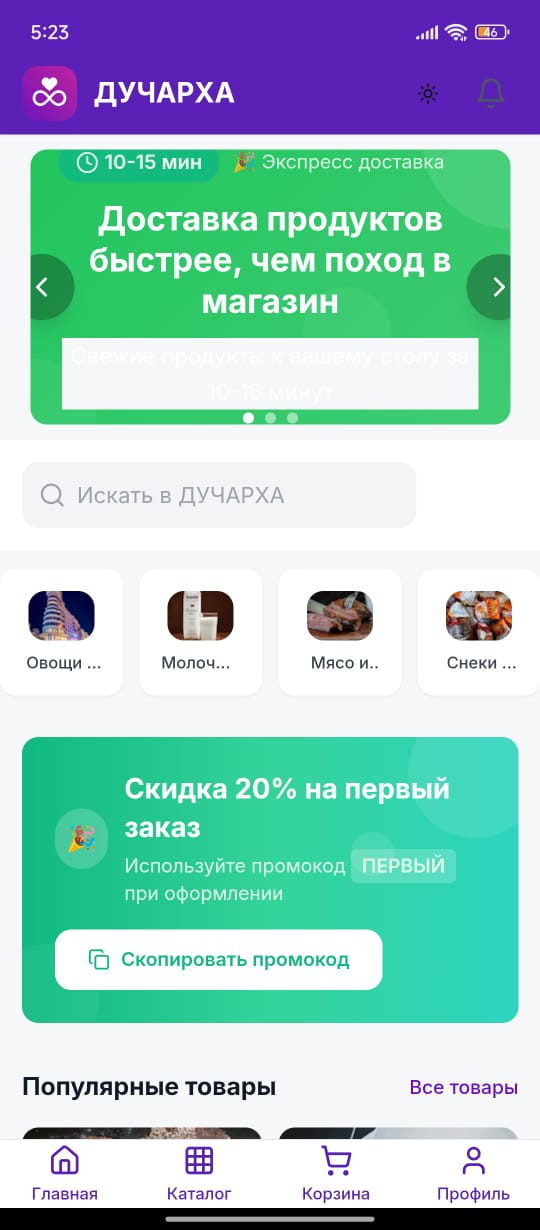 5:23
46
ДУЧАРХА
10-15 мин 🎉 Экспресс доставка
Доставка продуктов
быстрее, чем поход в
магазин
Свежие продукты к вашему столу за
10-15 минут
Искать в ДУЧАРХА
Овощи ...
Молоч...
Мясо и..
Снеки ...
Скидка 20% на первый
заказ
Используйте промокод ПЕРВЫЙ
при оформлении
Скопировать промокод
Популярные товары
Все товары
Главная
Каталог
Корзина
Профиль